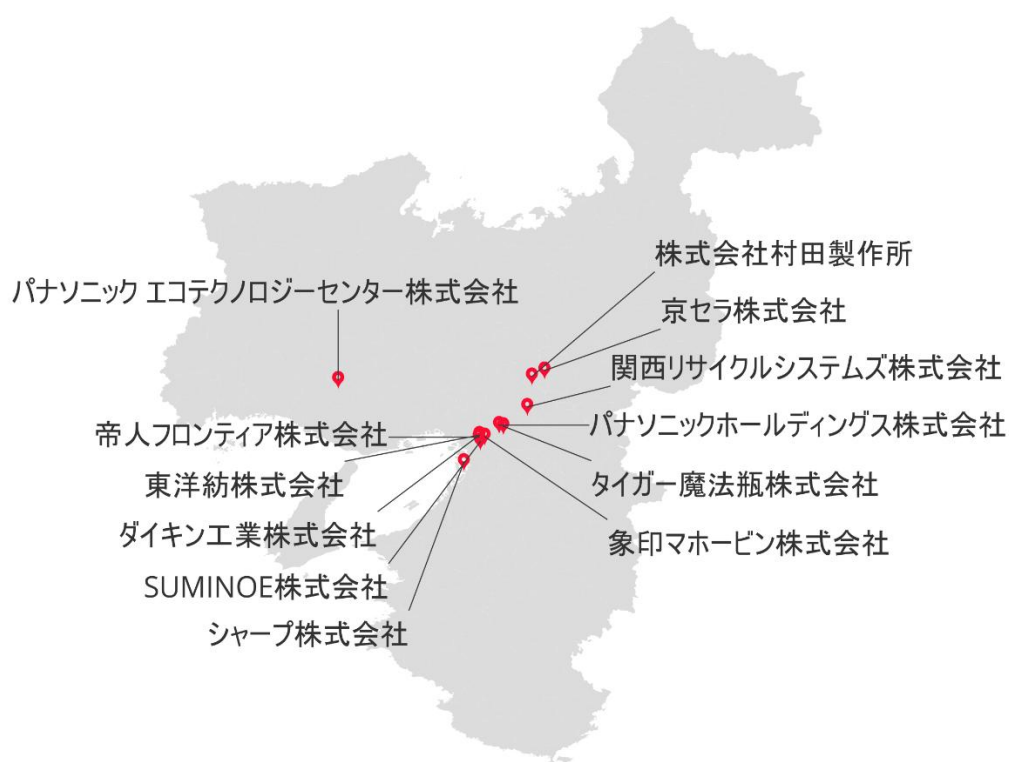 株式会社村田製作所
京セラ株式会社
パナソニック エコテクノロジーセンター株式会社
関西リサイクルシステムズ株式会社
帝人フロンティア株式会社
パナソニックホールディングス株式会社
東洋紡株式会社
タイガー魔法瓶株式会社
ダイキン工業株式会社
象印マホービン株式会社
SUMINOE株式会社
シャープ株式会社